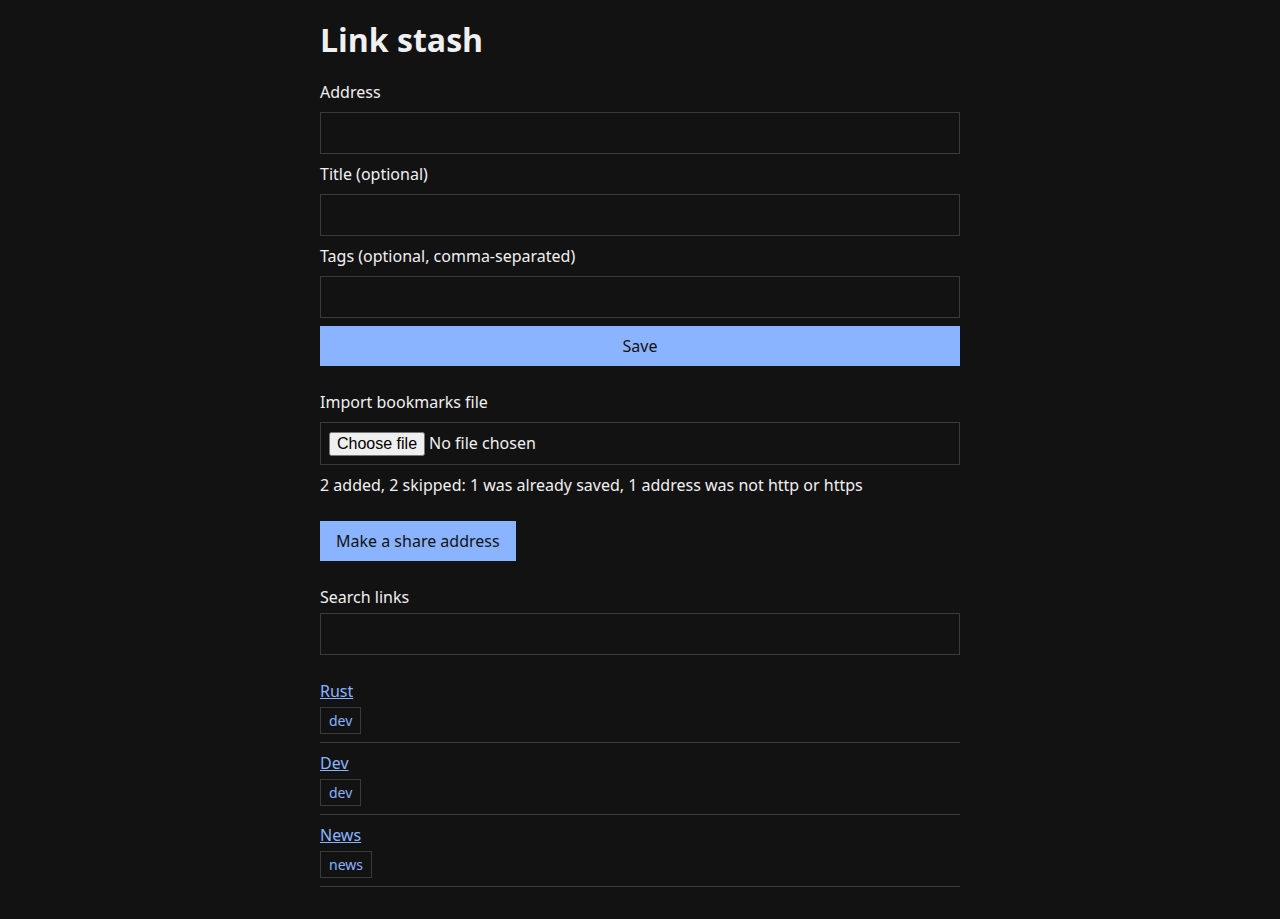 Link stash
Address
Title (optional)
Tags (optional, comma-separated)
Save
Import bookmarks file
Choose file No file chosen
2 added, 2 skipped: 1 was already saved, 1 address was not http or https
Make a share address
Search links
Rust
dev
Dev
dev
News
news